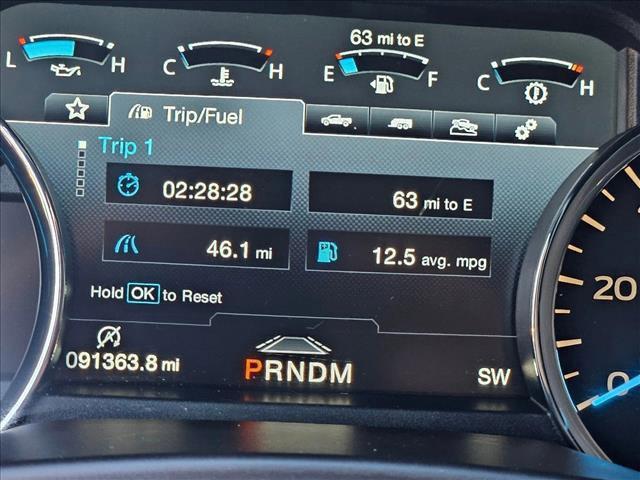 63 mi to E
L H C H E F C H
Trip/Fuel
Trip 1
02:28:28
63 mi to E
46.1 mi
12.5 avg. mpg
Hold OK to Reset
091363.8 mi
PRNDM
SW
20
0